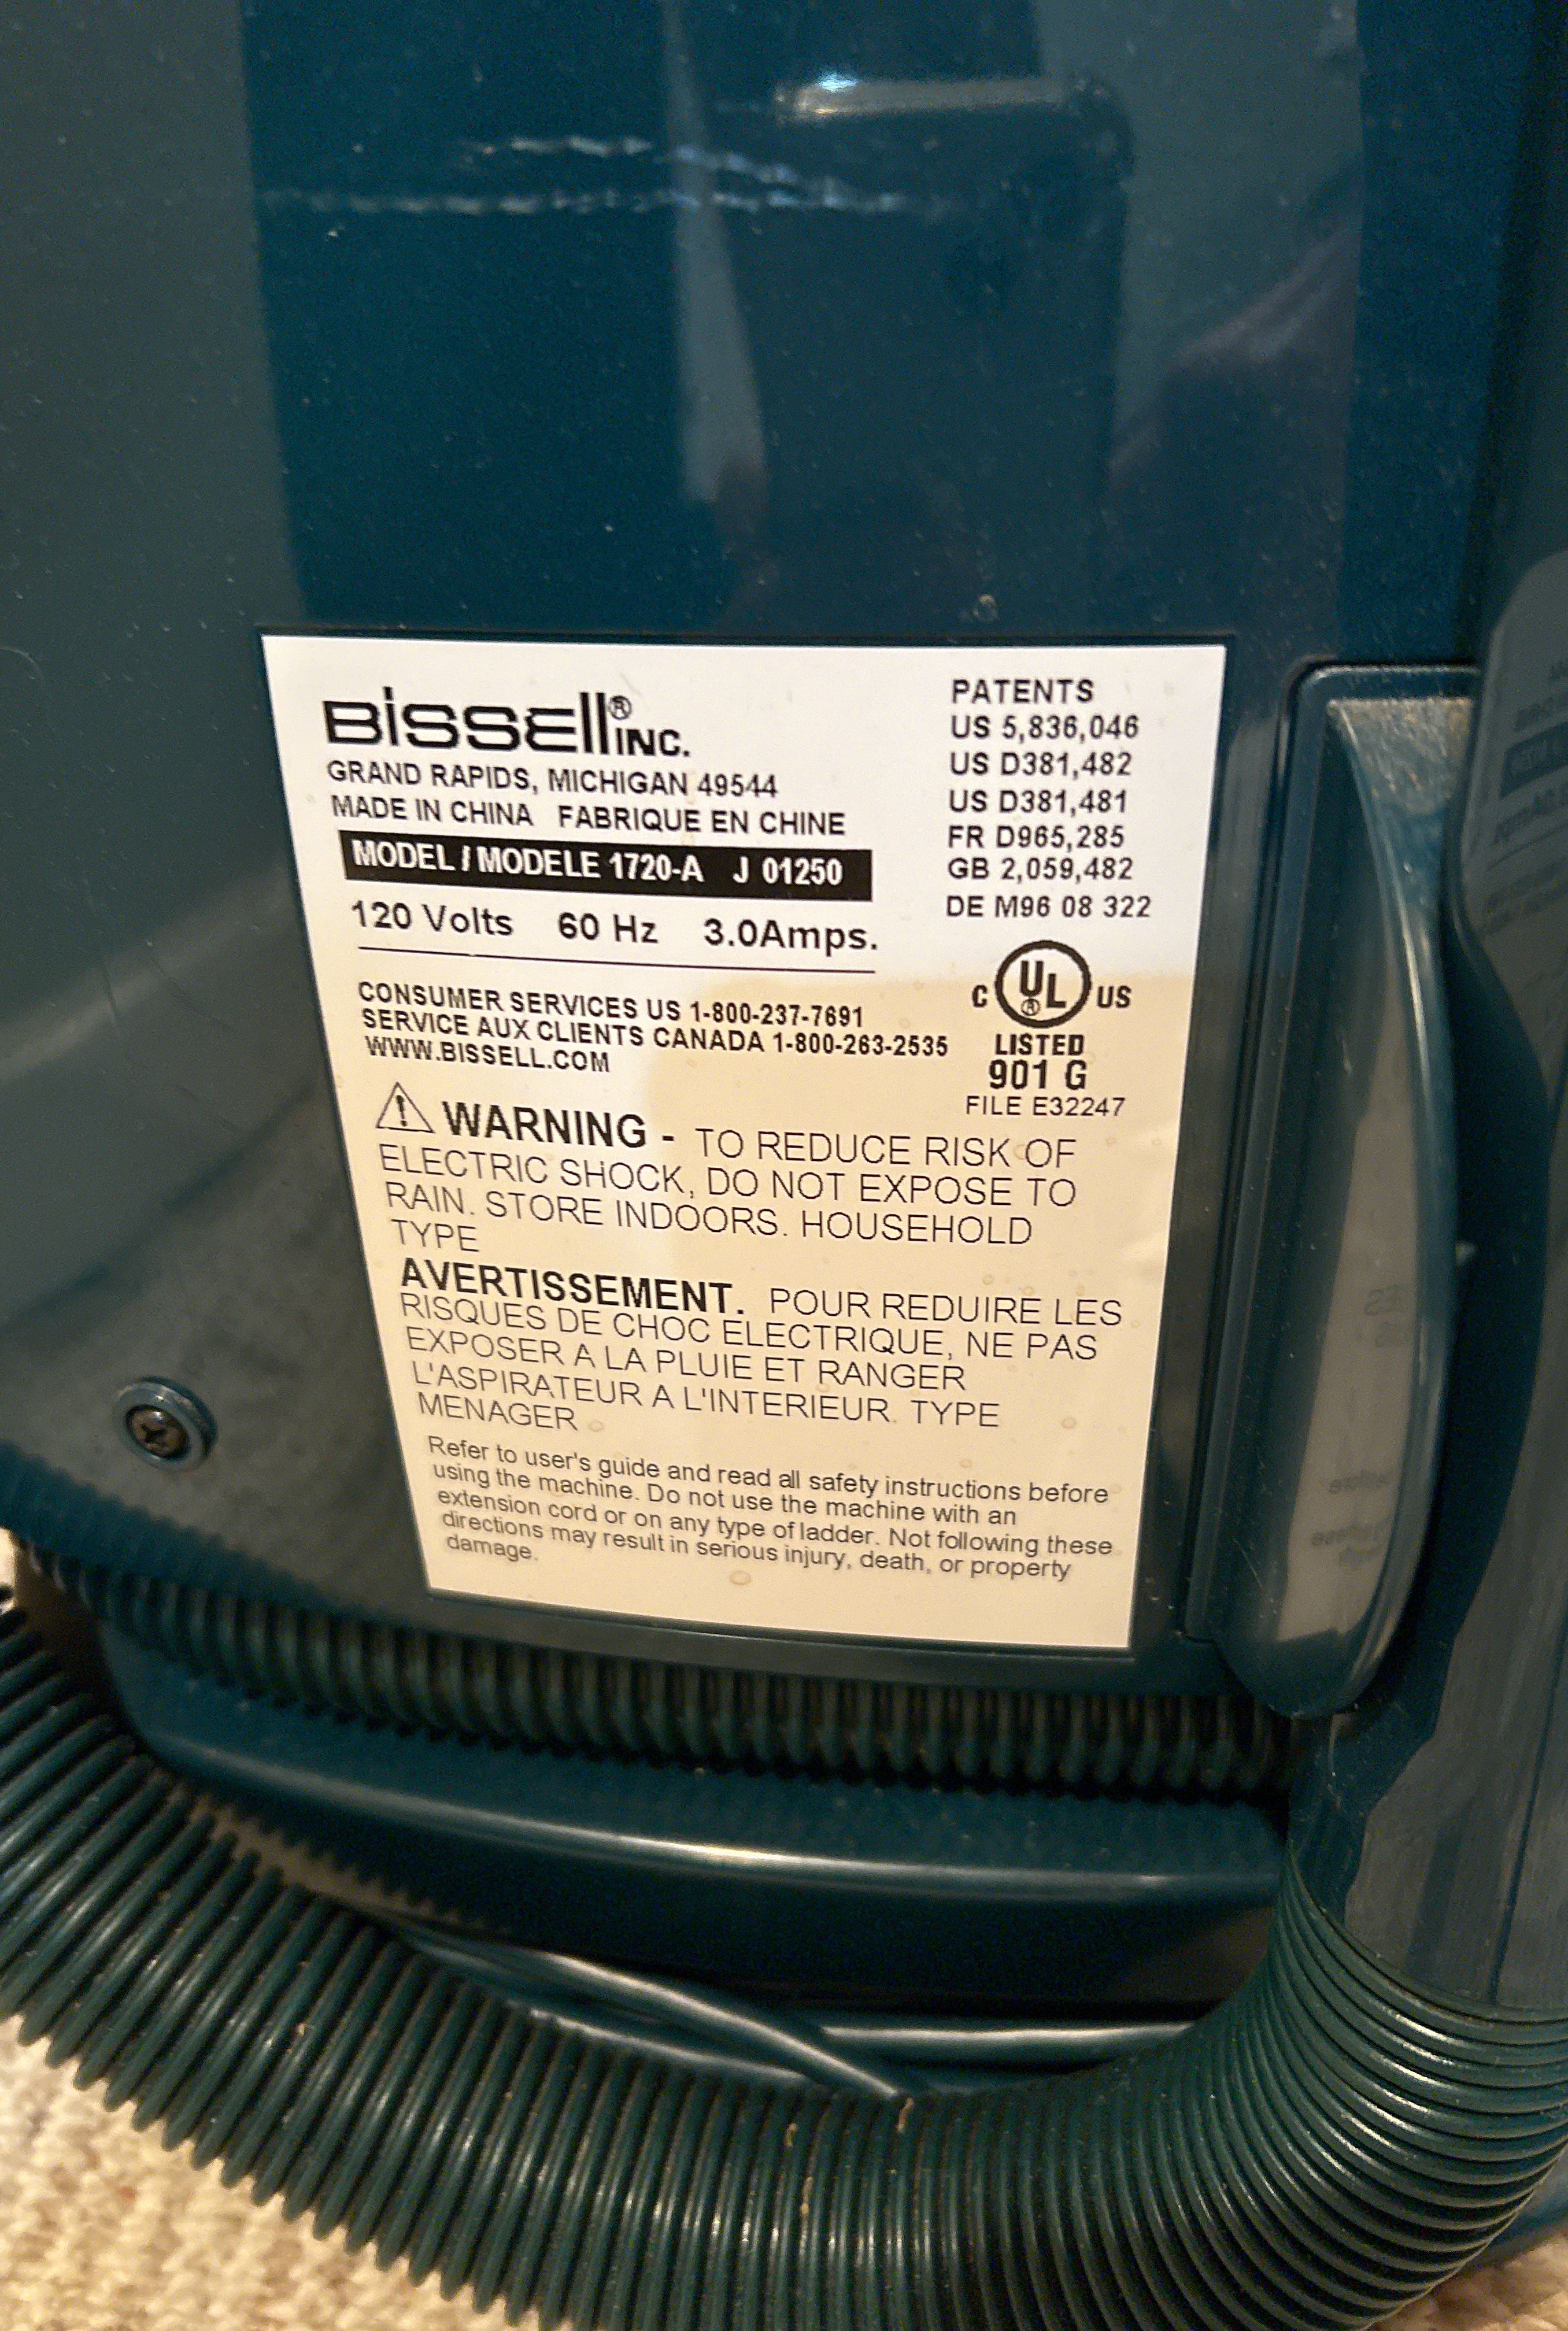 BiSSEll® INC.
GRAND RAPIDS, MICHIGAN 49544
MADE IN CHINA FABRIQUE EN CHINE
MODEL / MODELE 1720-A J 01250
120 Volts 60 Hz 3.0Amps.
CONSUMER SERVICES US 1-800-237-7691
SERVICE AUX CLIENTS CANADA 1-800-263-2535
WWW.BISSELL.COM
PATENTS
US 5,836,046
US D381,482
US D381,481
FR D965,285
GB 2,059,482
DE M96 08 322
C UL® US
LISTED
901 G
FILE E32247
WARNING - TO REDUCE RISK OF
ELECTRIC SHOCK, DO NOT EXPOSE TO
RAIN. STORE INDOORS. HOUSEHOLD
TYPE
AVERTISSEMENT. POUR REDUIRE LES
RISQUES DE CHOC ELECTRIQUE, NE PAS
EXPOSER A LA PLUIE ET RANGER
L'ASPIRATEUR A L'INTERIEUR. TYPE
MENAGER
Refer to user's guide and read all safety instructions before
using the machine. Do not use the machine with an
extension cord or on any type of ladder. Not following these
directions may result in serious injury, death, or property
damage.